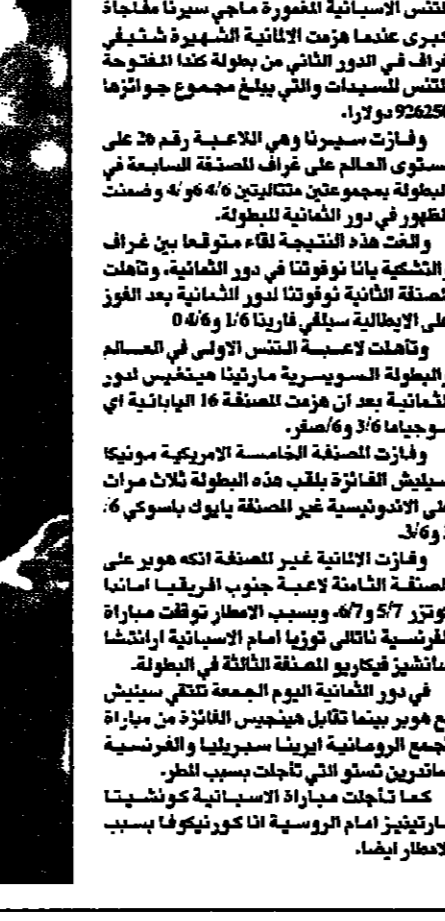 التنس الاسبانية المغمورة ماجي سيرنا مفاجأة
كبرى عندما هزمت الالمانية الشهيرة شتيفي
غراف في الدور الثاني من بطولة كندا المفتوحة
للتنس للسيدات والتي يبلغ مجموع جوائزها
926250 دولارا.
وفازت سيرنا وهي اللاعبة رقم 26 على
مستوى العالم على غراف المصنفة السابعة في
البطولة بمجموعتين متتاليتين 4/6 و4/6 وضمنت
الظهور في دور الثمانية للبطولة.
والغت هذه النتيجة لقاء متوقعا بين غراف
والتشكية يانا نوفوتنا في دور الثمانية. وتأهلت
المصنفة الثانية نوفوتنا لدور الثمانية بعد الفوز
على الايطالية سيلفي فارينا 1/6 و4/6
وتأهلت لاعبة التنس الاولى في العالم
والبطولة السويسرية مارتينا هينغيس لدور
الثمانية بعد ان هزمت المصنفة 16 اليابانية آي
سوجياما 3/6 و6/صفر.
وفازت المصنفة الخامسة الامريكية مونيكا
سيليش الفائزة بلقب هذه البطولة ثلاث مرات
على الاندونيسية غير المصنفة يايوك باسوكي 6/
و3/6.
وفازت الالمانية غير المصنفة انكه هوبر على
المصنفة الثامنة لاعبة جنوب افريقيا اماندا
كوتزر 5/7 و6/7. وبسبب الامطار توقفت مباراة
الفرنسية ناتالي توزيا امام الاسبانية ارانتشا
سانشيز فيكاريو المصنفة الثالثة في البطولة.
في دور الثمانية اليوم الجمعة تلتقي سيليش
مع هوبر بينما تقابل هينجيس الفائزة من مباراة
تجمع الرومانية ايرينا سبيرليا والفرنسية
ساندرين تستو التي تأجلت بسبب المطر.
كما تأجلت مباراة الاسبانية كونشيتا
مارتينيز امام الروسية انا كورنيكوفا بسبب
الامطار ايضا.